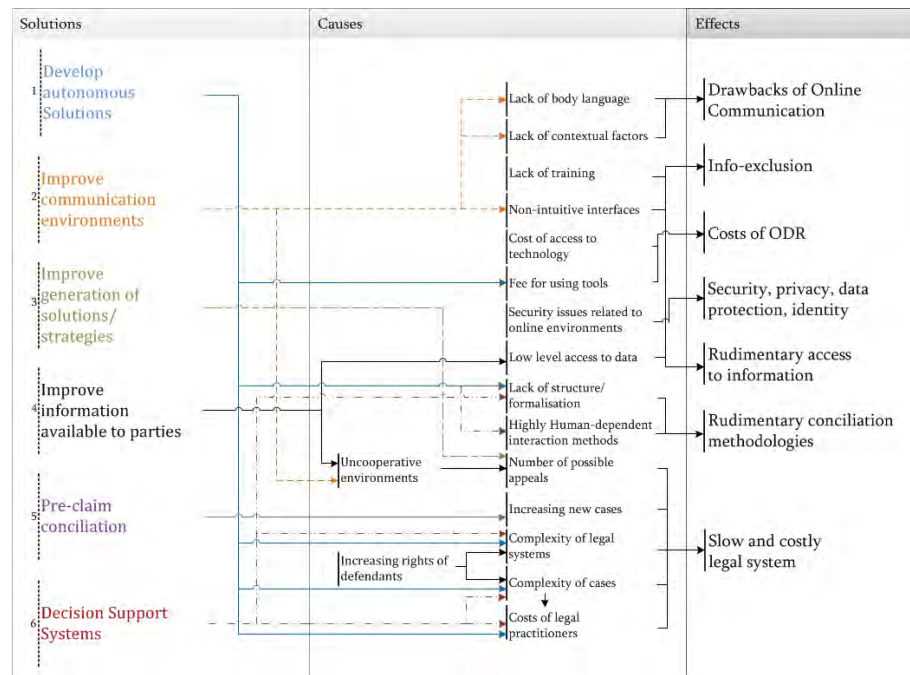 Solutions
Causes
Effects
1
Develop
autonomous
Solutions
2
Improve
communication
environments
3
Improve
generation of
solutions/
strategies
4
Improve
information
available to parties
5
Pre-claim
conciliation
6
Decision Support
Systems
Lack of body language
Lack of contextual factors
Lack of training
Non-intuitive interfaces
Cost of access to
technology
Fee for using tools
Security issues related to
online environments
Low level access to data
Lack of structure/
formalisation
Highly Human-dependent
interaction methods
Uncooperative
environments
Number of possible
appeals
Increasing new cases
Complexity of legal
systems
Increasing rights of
defendants
Complexity of cases
Costs of legal
practitioners
Drawbacks of Online
Communication
Info-exclusion
Costs of ODR
Security, privacy, data
protection, identity
Rudimentary access
to information
Rudimentary conciliation
methodologies
Slow and costly
legal system